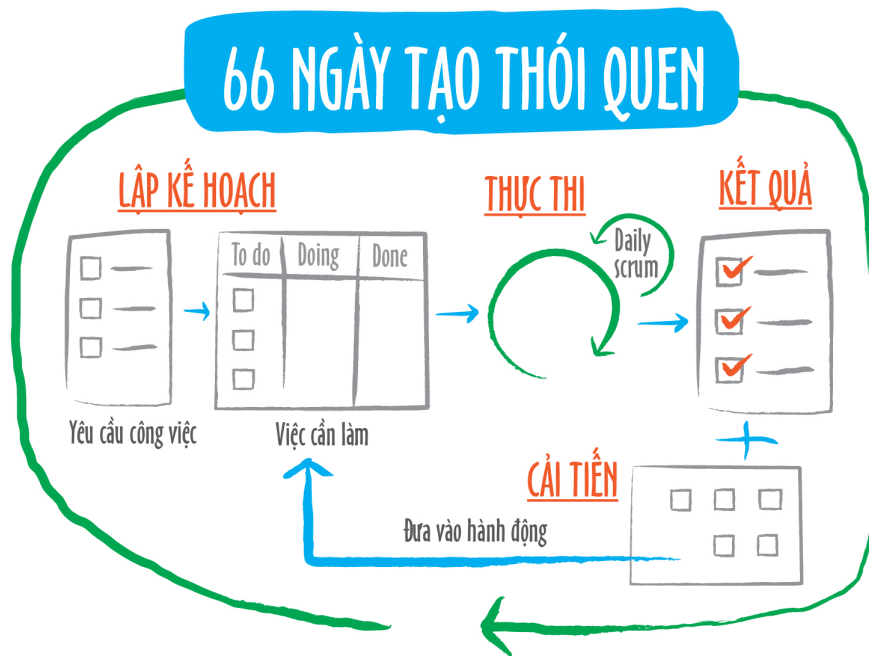 66 NGÀY TẠO THÓI QUEN
LẬP KẾ HOẠCH
THỰC THI
KẾT QUẢ
To do
Doing
Done
Daily
scrum
Yêu cầu công việc
Việc cần làm
CẢI TIẾN
Đưa vào hành động